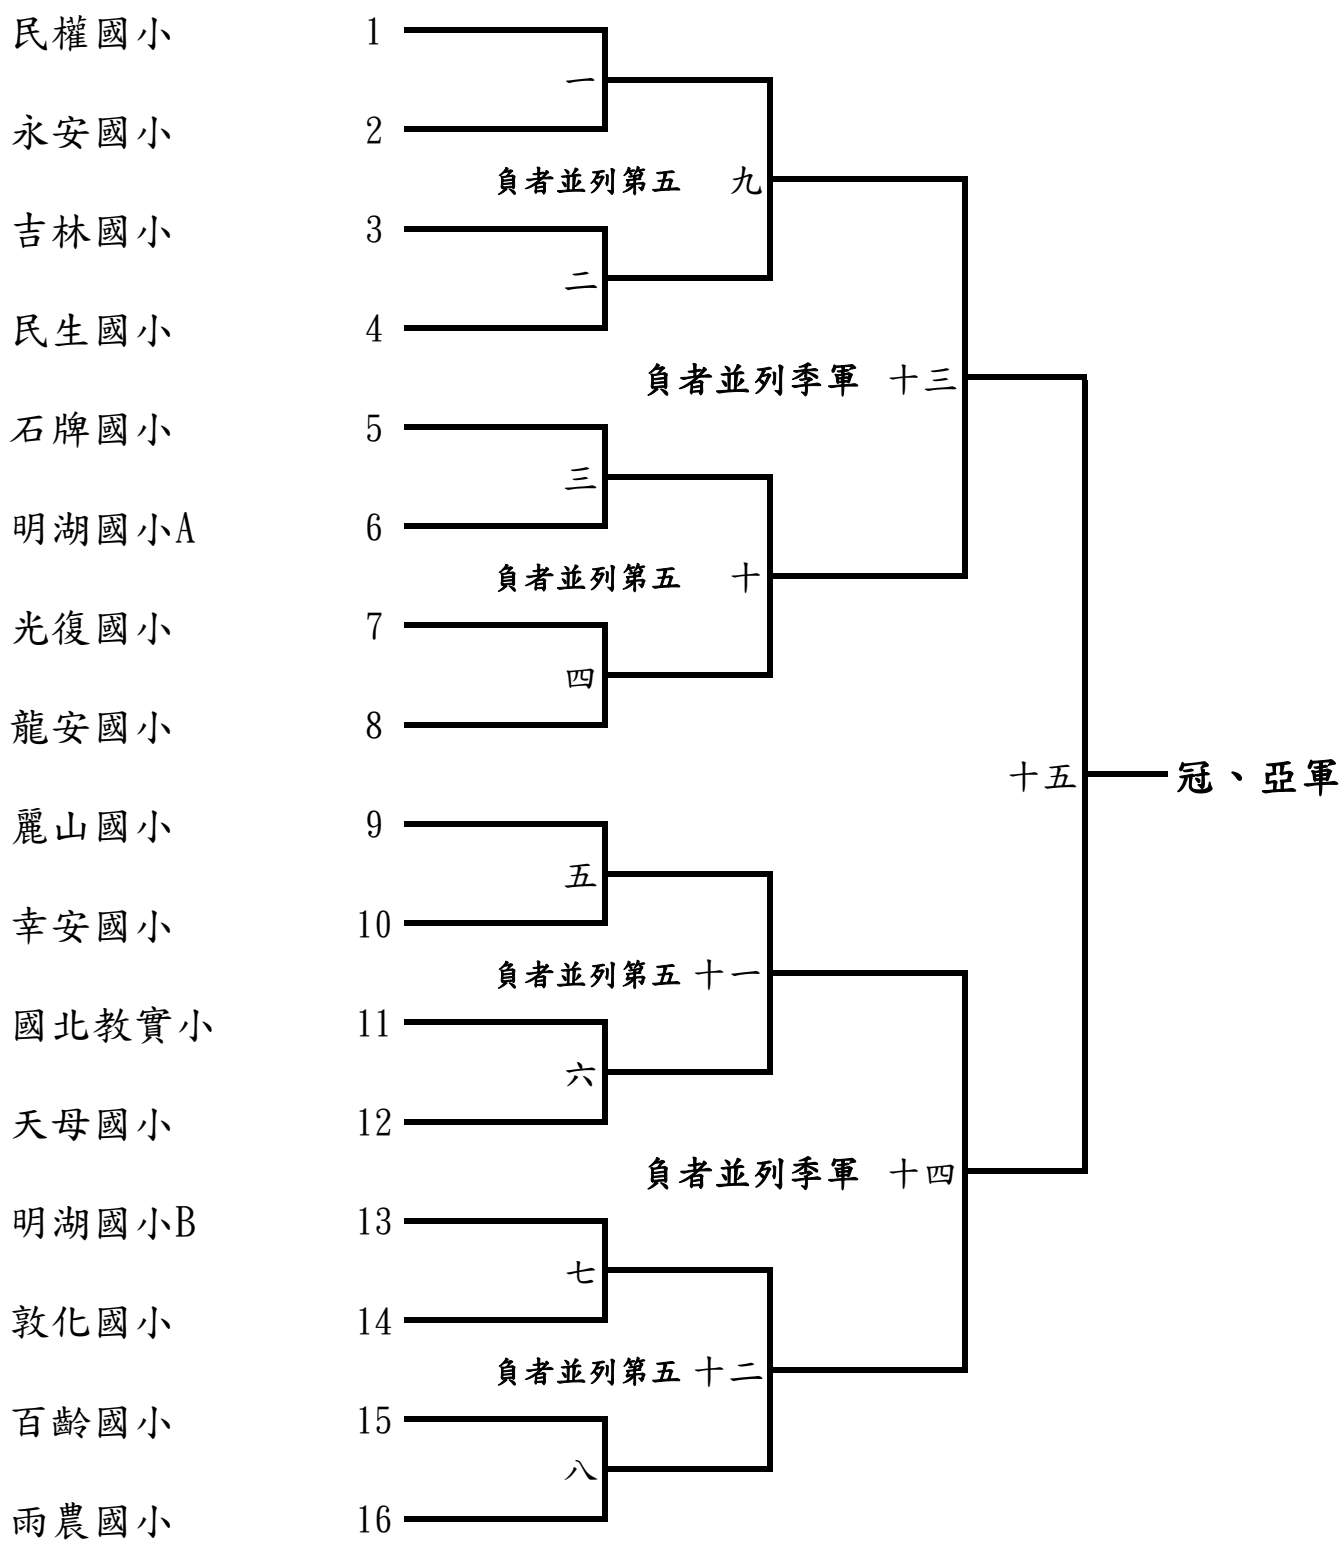 民權國小 1
一
永安國小 2
負者並列第五 九
吉林國小 3
二
民生國小 4
負者並列季軍 十三
石牌國小 5
三
明湖國小A 6
負者並列第五 十
光復國小 7
四
龍安國小 8
十五 冠、亞軍
麗山國小 9
五
幸安國小 10
負者並列第五 十一
國北教實小 11
六
天母國小 12
負者並列季軍 十四
明湖國小B 13
七
敦化國小 14
負者並列第五 十二
百齡國小 15
八
雨農國小 16